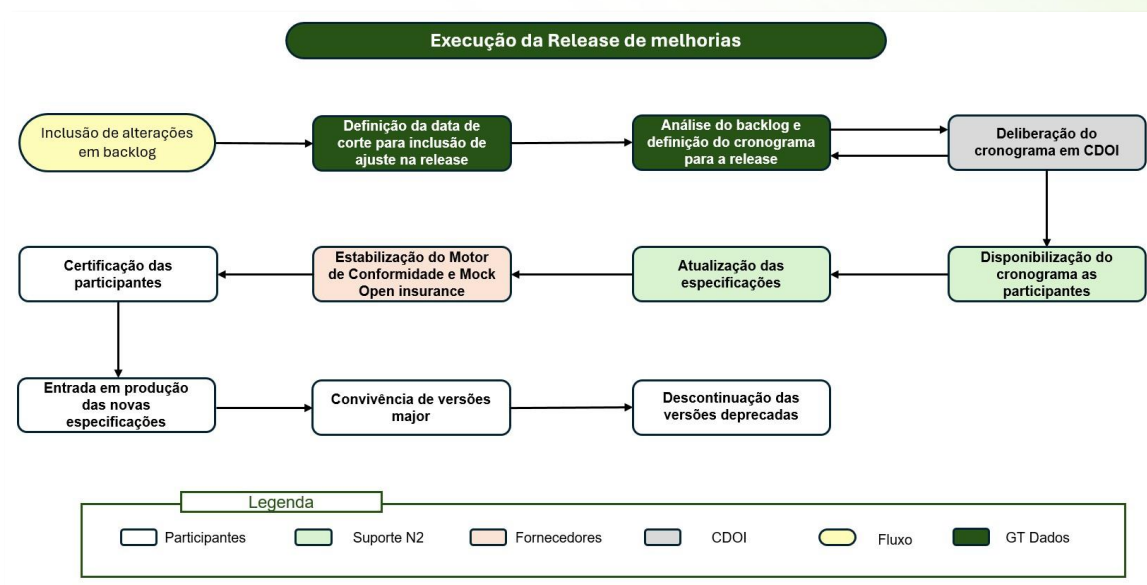 Execução da Release de melhorias
Inclusão de alterações
em backlog
Definição da data de
corte para inclusão de
ajuste na release
Análise do backlog e
definição do cronograma
para a release
Deliberação do
cronograma em CDOI
Certificação das
participantes
Estabilização do Motor
de Conformidade e Mock
Open insurance
Atualização das
especificações
Disponibilização do
cronograma as
participantes
Entrada em produção
das novas
especificações
Convivência de versões
major
Descontinuação das
versões deprecadas
Legenda
Participantes
Suporte N2
Fornecedores
CDOI
Fluxo
GT Dados